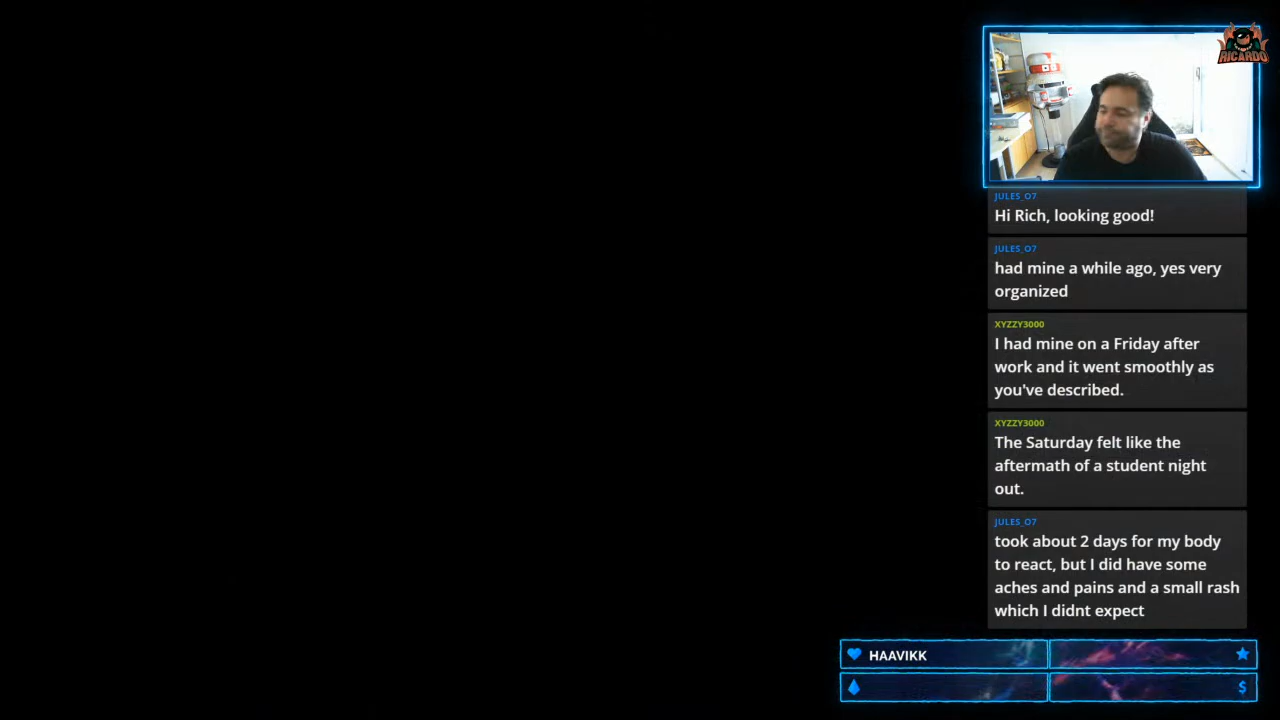 RICARDO
JULES_O7
Hi Rich, looking good!
JULES_O7
had mine a while ago, yes very
organized
XYZZY3000
I had mine on a Friday after
work and it went smoothly as
you've described.
XYZZY3000
The Saturday felt like the
aftermath of a student night
out.
JULES_O7
took about 2 days for my body
to react, but I did have some
aches and pains and a small rash
which I didnt expect
HAAVIKK
$